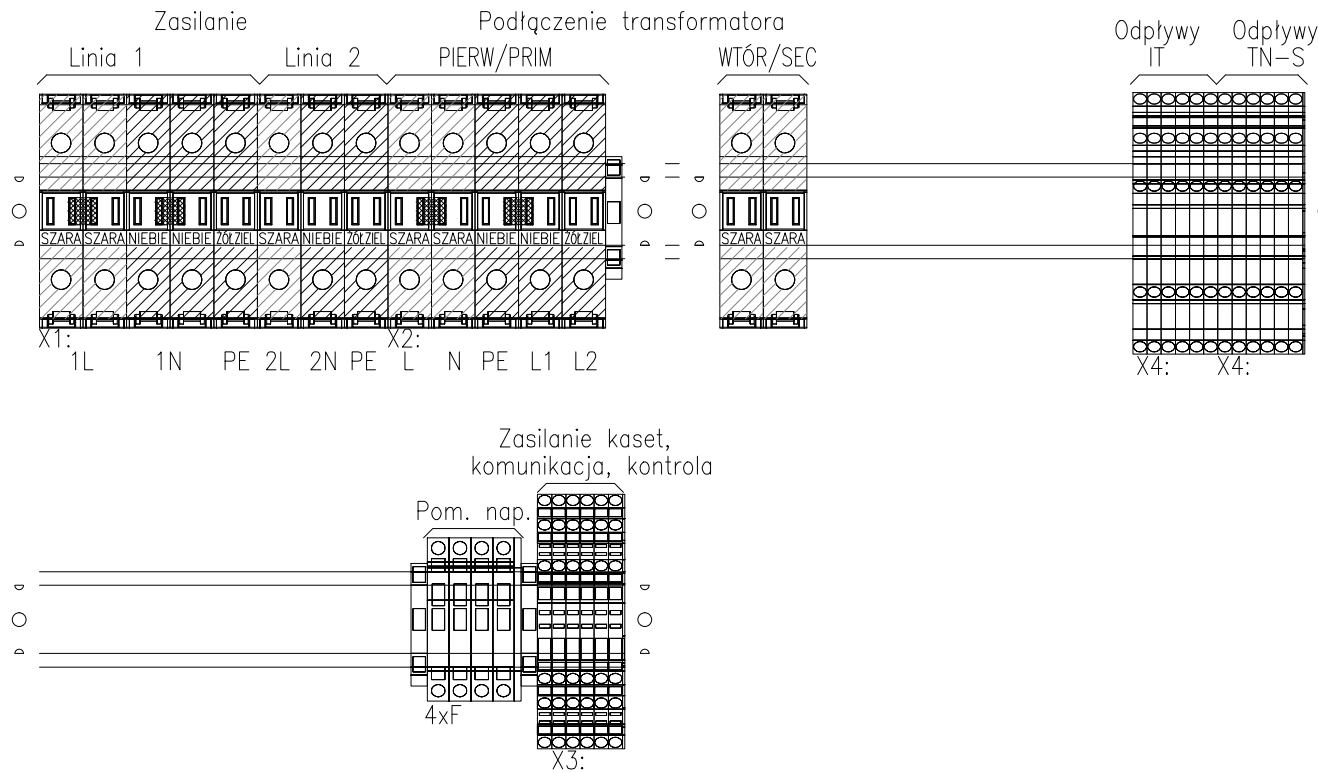 Zasilanie
Podłączenie transformatora
Linia 1
Linia 2
PIERW/PRIM
WTÓR/SEC
Odpływy
IT
Odpływy
TN-S
SZARA SZARA NIEBIE NIEBIE ŻÓŁZIEL SZARA NIEBIE ŻÓŁZIEL SZARA SZARA NIEBIE NIEBIE ŻÓŁZIEL
SZARA SZARA
X1:
X2:
1L 1N PE 2L 2N PE L N PE L1 L2
X4:
X4:
Zasilanie kaset,
komunikacja, kontrola
Pom. nap.
4xF
X3: